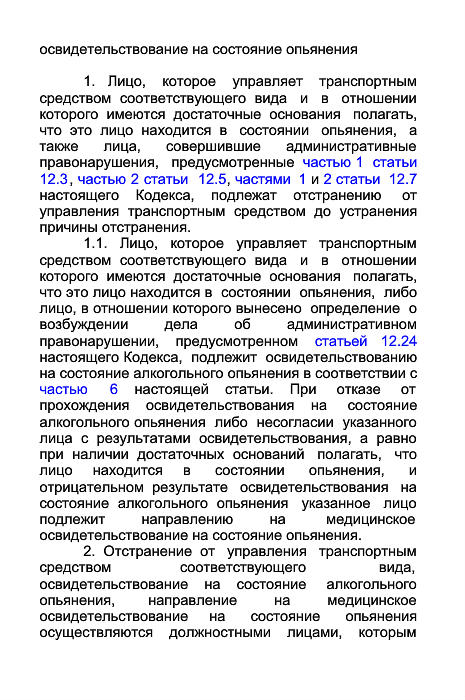 освидетельствование на состояние опьянения
1. Лицо, которое управляет транспортным
средством соответствующего вида и в отношении
которого имеются достаточные основания полагать,
что это лицо находится в состоянии опьянения, а
также лица, совершившие административные
правонарушения, предусмотренные частью 1 статьи
12.3, частью 2 статьи 12.5, частями 1 и 2 статьи 12.7
настоящего Кодекса, подлежат отстранению от
управления транспортным средством до устранения
причины отстранения.
1.1. Лицо, которое управляет транспортным
средством соответствующего вида и в отношении
которого имеются достаточные основания полагать,
что это лицо находится в состоянии опьянения, либо
лицо, в отношении которого вынесено определение о
возбуждении дела об административном
правонарушении, предусмотренном статьей 12.24
настоящего Кодекса, подлежит освидетельствованию
на состояние алкогольного опьянения в соответствии с
частью 6 настоящей статьи. При отказе от
прохождения освидетельствования на состояние
алкогольного опьянения либо несогласии указанного
лица с результатами освидетельствования, а равно
при наличии достаточных оснований полагать, что
лицо находится в состоянии опьянения, и
отрицательном результате освидетельствования на
состояние алкогольного опьянения указанное лицо
подлежит направлению на медицинское
освидетельствование на состояние опьянения.
2. Отстранение от управления транспортным
средством соответствующего вида,
освидетельствование на состояние алкогольного
опьянения, направление на медицинское
освидетельствование на состояние опьянения
осуществляются должностными лицами, которым